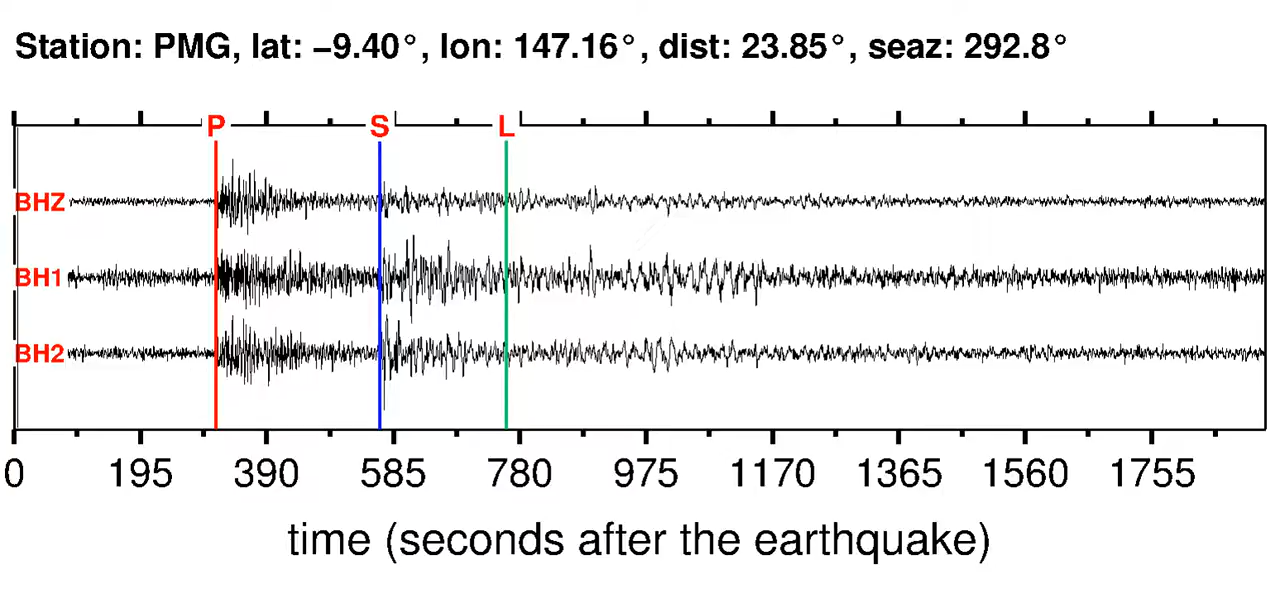 Station: PMG, lat: −9.40°, lon: 147.16°, dist: 23.85°, seaz: 292.8°
P S L
BHZ
BH1
BH2
0 195 390 585 780 975 1170 1365 1560 1755
time (seconds after the earthquake)